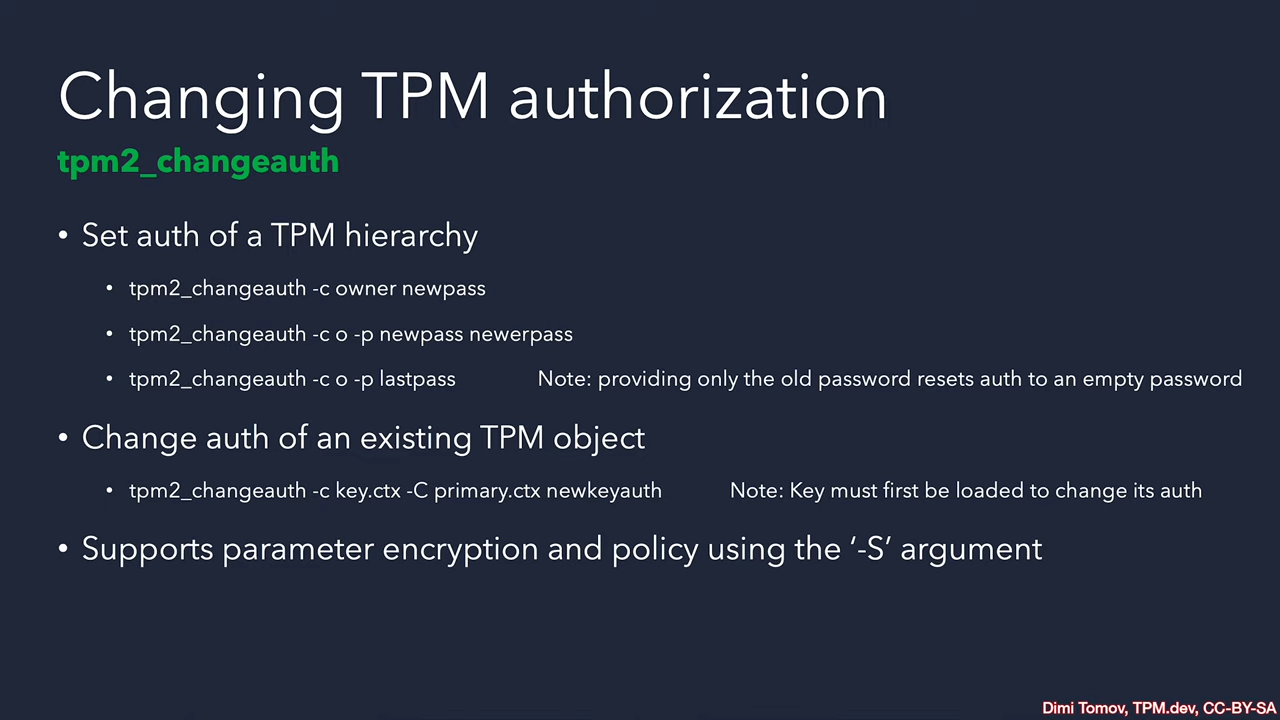 Changing TPM authorization
tpm2_changeauth
• Set auth of a TPM hierarchy
• tpm2_changeauth -c owner newpass
• tpm2_changeauth -c o -p newpass newerpass
• tpm2_changeauth -c o -p lastpass Note: providing only the old password resets auth to an empty password
• Change auth of an existing TPM object
• tpm2_changeauth -c key.ctx -C primary.ctx newkeyauth Note: Key must first be loaded to change its auth
• Supports parameter encryption and policy using the ‘-S’ argument
Dimi Tomov, TPM.dev, CC-BY-SA